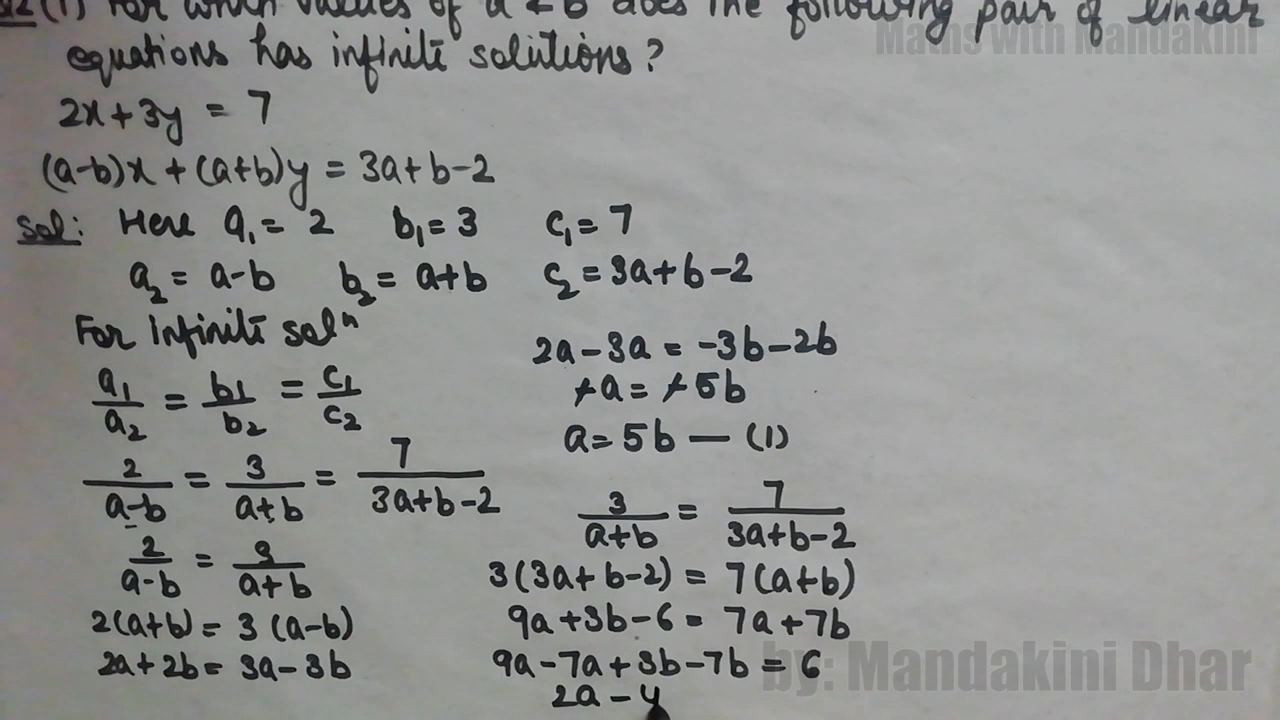 Q2(i) For which values of a & b does the following pair of linear
equations has infinite solutions?
Maths with Mandakini
2x+3y = 7
(a-b)x + (a+b)y = 3a+b-2
Sol: Here a₁ = 2 b₁ = 3 c₁ = 7
a₂ = a-b b₂ = a+b c₂ = 3a+b-2
For infinite solⁿ
a₁/a₂ = b₁/b₂ = c₁/c₂
2/(a-b) = 3/(a+b) = 7/(3a+b-2)
2/(a-b) = 3/(a+b)
2(a+b) = 3(a-b)
2a+2b = 3a-3b
2a-3a = -3b-2b
-a = -5b
a = 5b — (1)
3/(a+b) = 7/(3a+b-2)
3(3a+b-2) = 7(a+b)
9a+3b-6 = 7a+7b
9a-7a+3b-7b = 6
2a-4
by: Mandakini Dhar